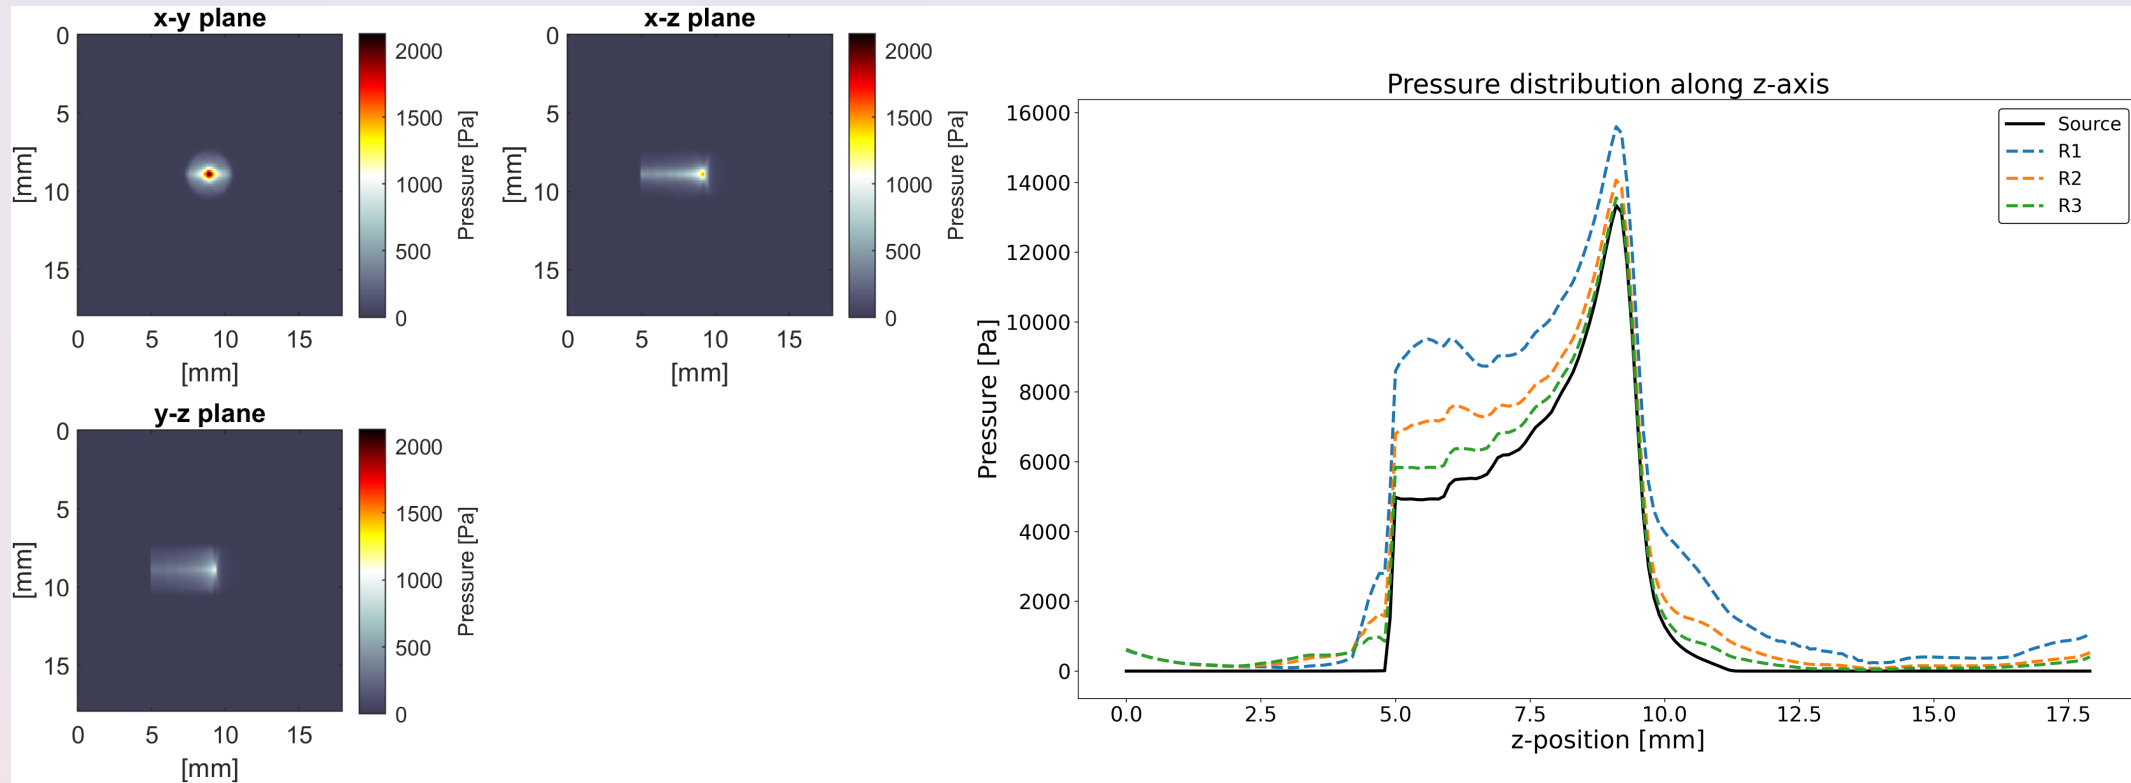 x-y plane
0
5
10
15
[mm]
0 5 10 15
[mm]
2000
1500
1000
500
0
Pressure [Pa]
x-z plane
0
5
10
15
[mm]
0 5 10 15
[mm]
2000
1500
1000
500
0
Pressure [Pa]
y-z plane
0
5
10
15
[mm]
0 5 10 15
[mm]
2000
1500
1000
500
0
Pressure [Pa]
Pressure distribution along z-axis
16000
14000
12000
10000
8000
6000
4000
2000
0
Pressure [Pa]
0.0 2.5 5.0 7.5 10.0 12.5 15.0 17.5
z-position [mm]
Source
R1
R2
R3